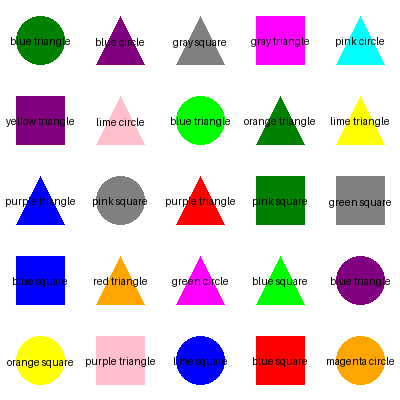 blue triangle blue circle gray square gray triangle pink circle
yellow triangle lime circle blue triangle orange triangle lime triangle
purple triangle pink square purple triangle pink square green square
blue square red triangle green circle blue square blue triangle
orange square purple triangle lime square blue square magenta circle